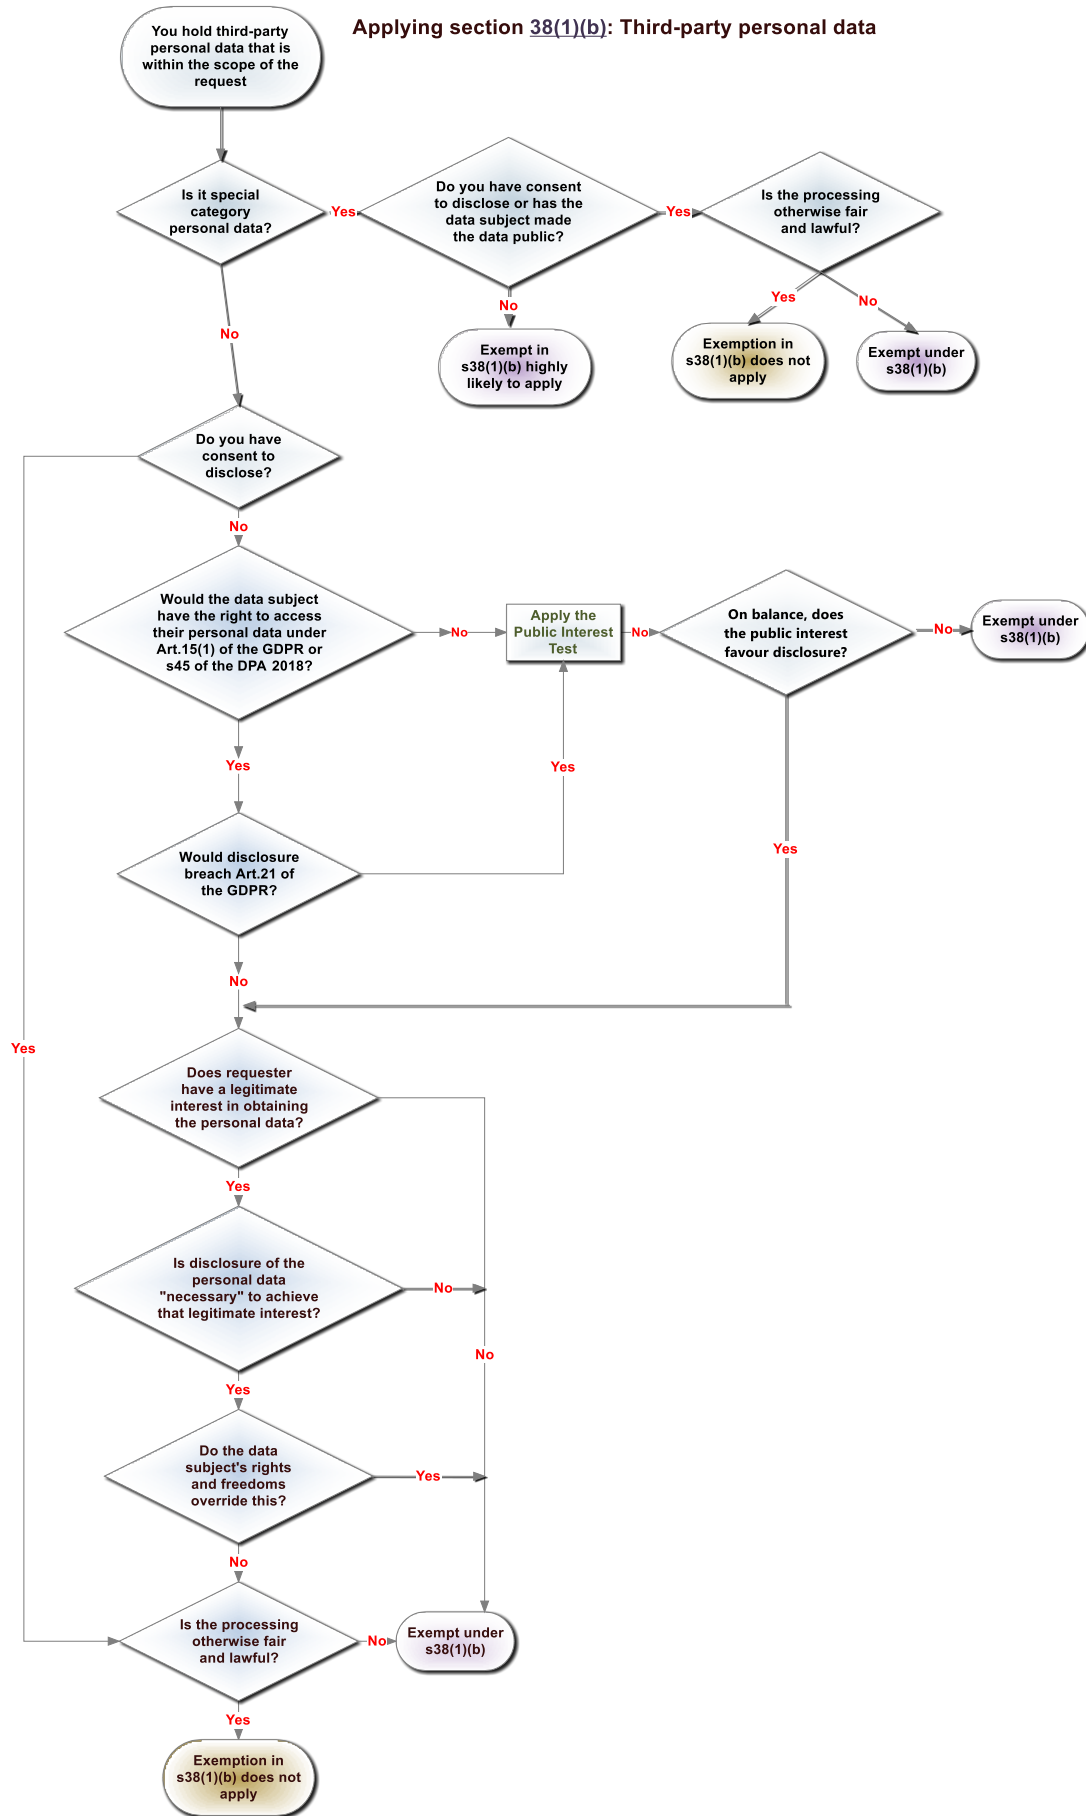 Applying section 38(1)(b): Third-party personal data
You hold third-party
personal data that is
within the scope of the
request
Is it special
category
personal data?
Yes
Do you have consent
to disclose or has the
data subject made
the data public?
Yes
Is the processing
otherwise fair
and lawful?
No
No
Yes
No
Exempt in
s38(1)(b) highly
likely to apply
Exemption in
s38(1)(b) does not
apply
Exempt under
s38(1)(b)
Do you have
consent to
disclose?
No
Would the data subject
have the right to access
their personal data under
Art.15(1) of the GDPR or
s45 of the DPA 2018?
No
Apply the
Public Interest
Test
No
On balance, does
the public interest
favour disclosure?
No
Exempt under
s38(1)(b)
Yes
Yes
Yes
Would disclosure
breach Art.21 of
the GDPR?
No
Yes
Does requester
have a legitimate
interest in obtaining
the personal data?
Yes
Is disclosure of the
personal data
"necessary" to achieve
that legitimate interest?
No
No
Yes
Do the data
subject's rights
and freedoms
override this?
Yes
No
Is the processing
otherwise fair
and lawful?
No
Exempt under
s38(1)(b)
Yes
Exemption in
s38(1)(b) does not
apply